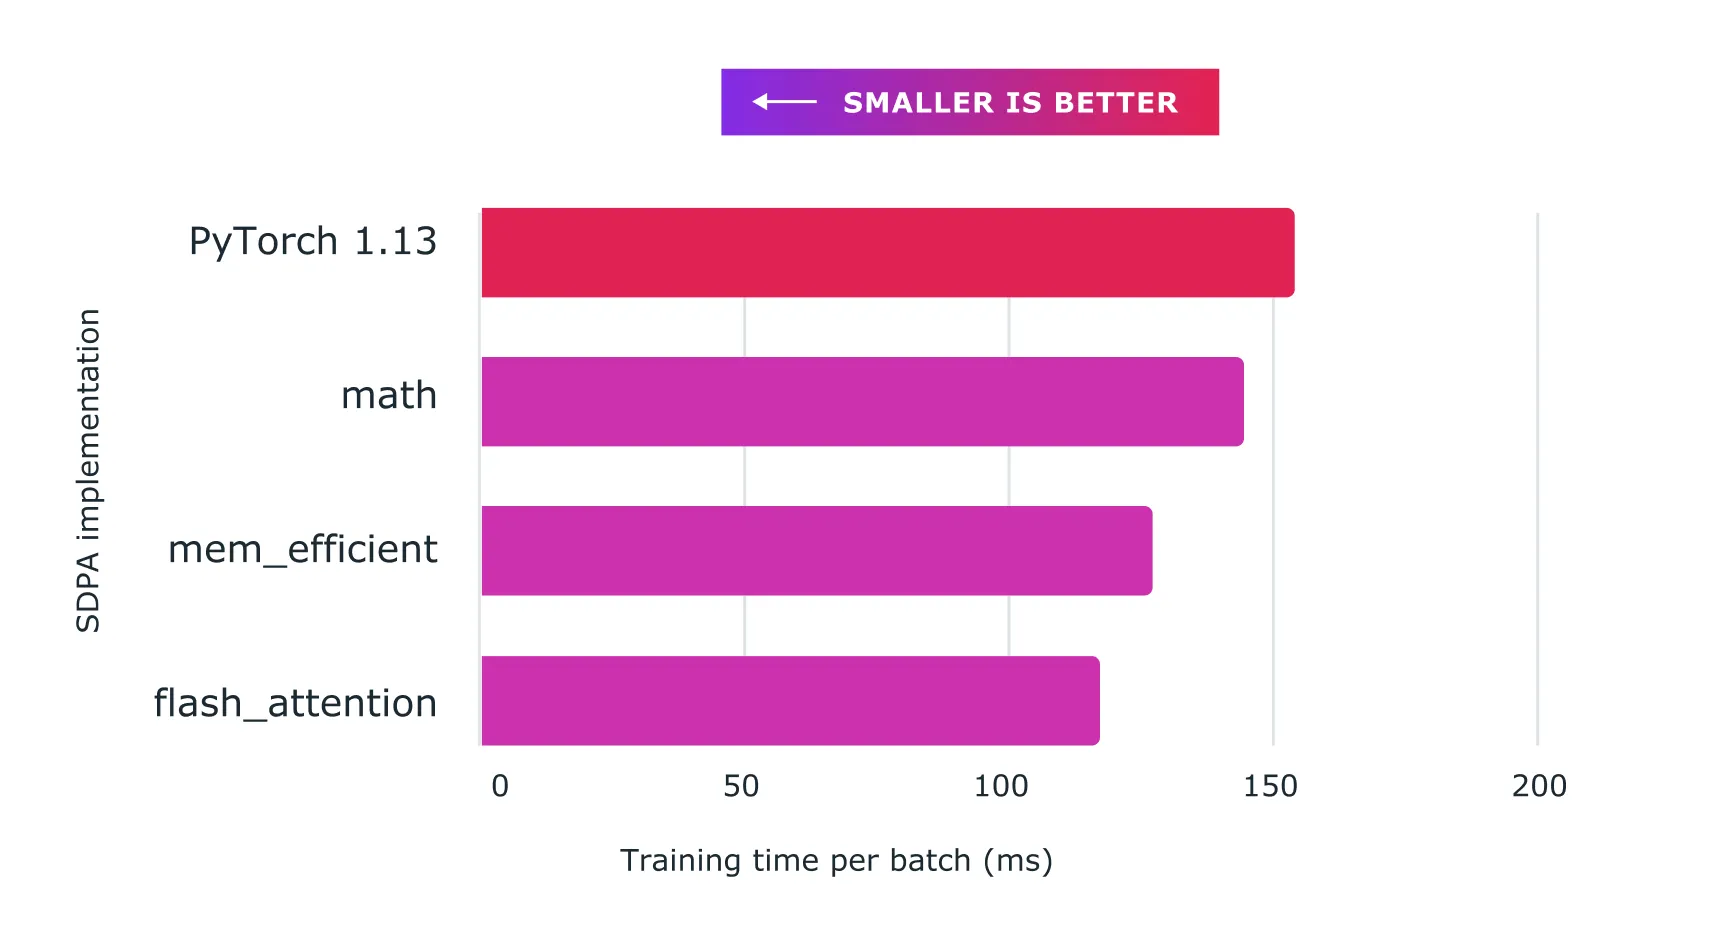 SMALLER IS BETTER
PyTorch 1.13
math
mem_efficient
flash_attention
SDPA implementation
0 50 100 150 200
Training time per batch (ms)